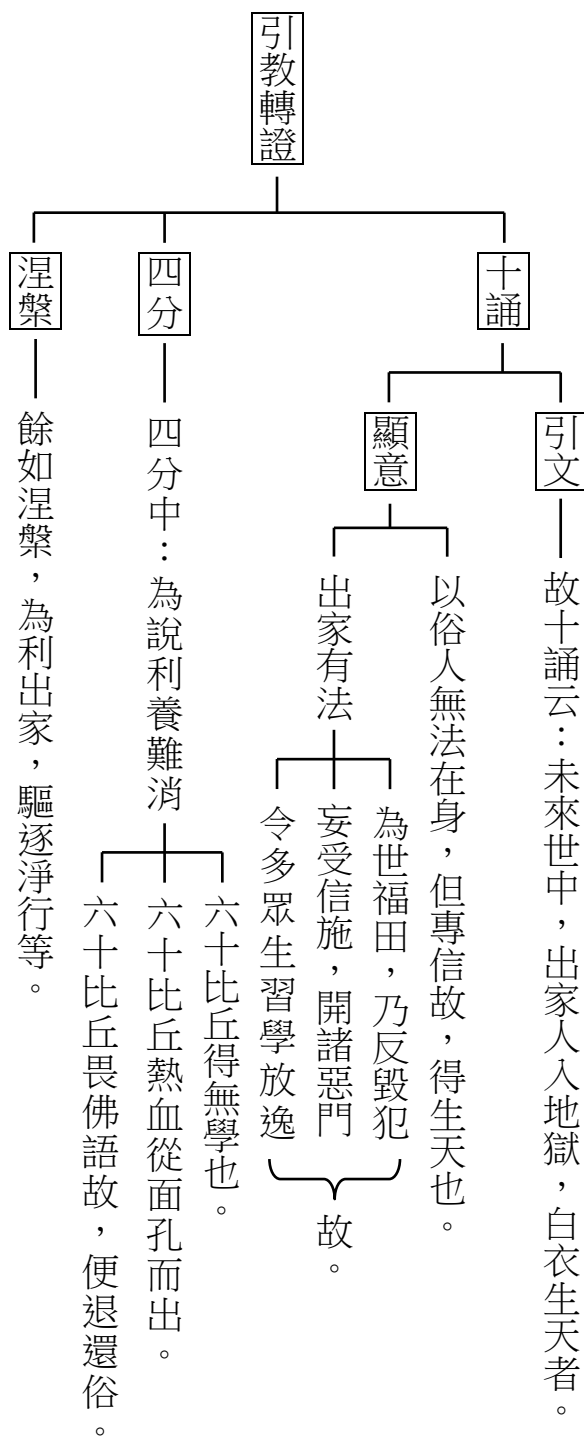 引教轉證
十誦
引文
故十誦云：未來世中，出家人入地獄，白衣生天者。
顯意
以俗人無法在身，但專信故，得生天也。
出家有法
為世福田，乃反毀犯
妄受信施，開諸惡門
令多眾生習學放逸
故。
四分
四分中：為說利養難消
六十比丘得無學也。
六十比丘熱血從面孔而出。
六十比丘畏佛語故，便退還俗。
涅槃
餘如涅槃，為利出家，驅逐淨行等。